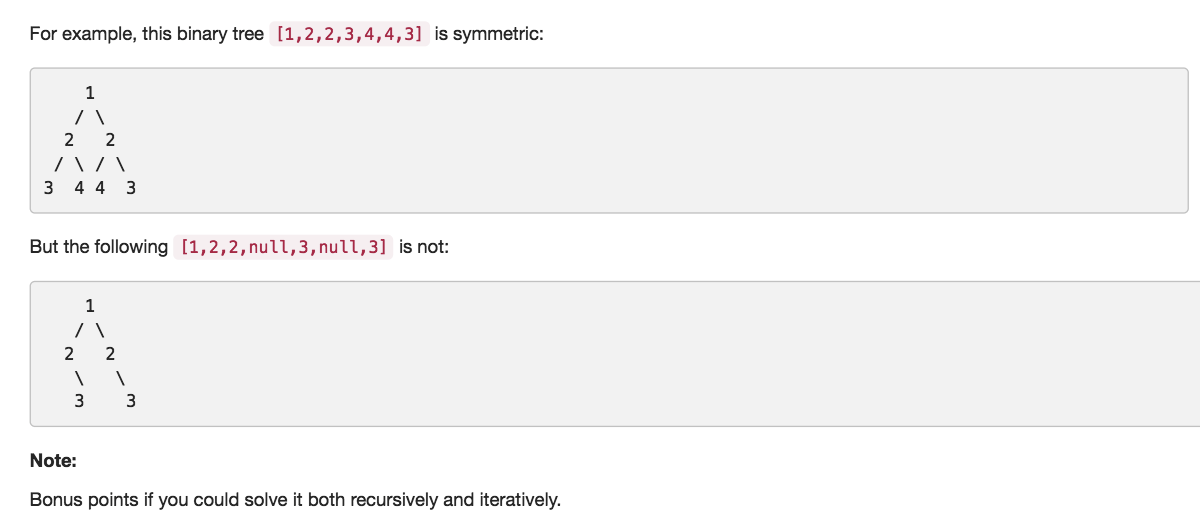 For example, this binary tree [1,2,2,3,4,4,3] is symmetric:
    1
   / \
  2   2
 / \ / \
3  4 4  3
But the following [1,2,2,null,3,null,3] is not:
    1
   / \
  2   2
   \   \
   3    3
Note:
Bonus points if you could solve it both recursively and iteratively.